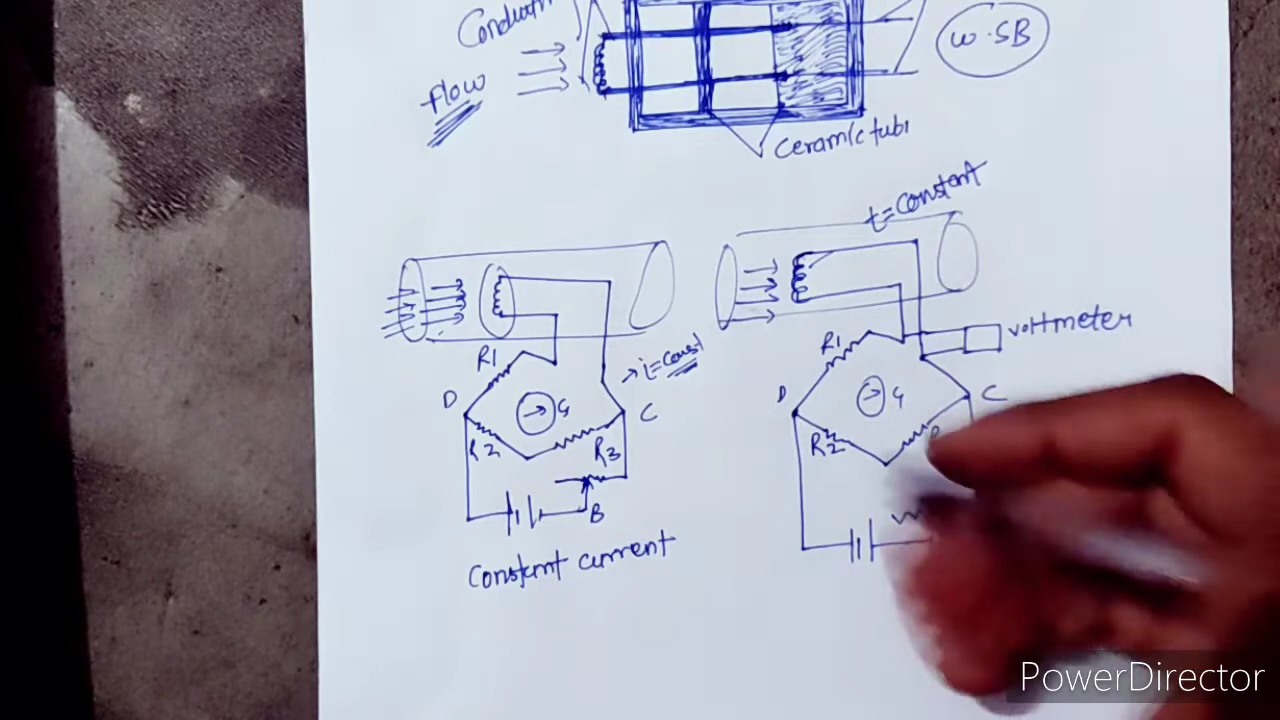 flow
W.SB
Ceramic tub
t=constant
voltmeter
R1
i=const
D
G
C
R2
R3
B
R1
D
G
C
R2
Constant current
PowerDirector